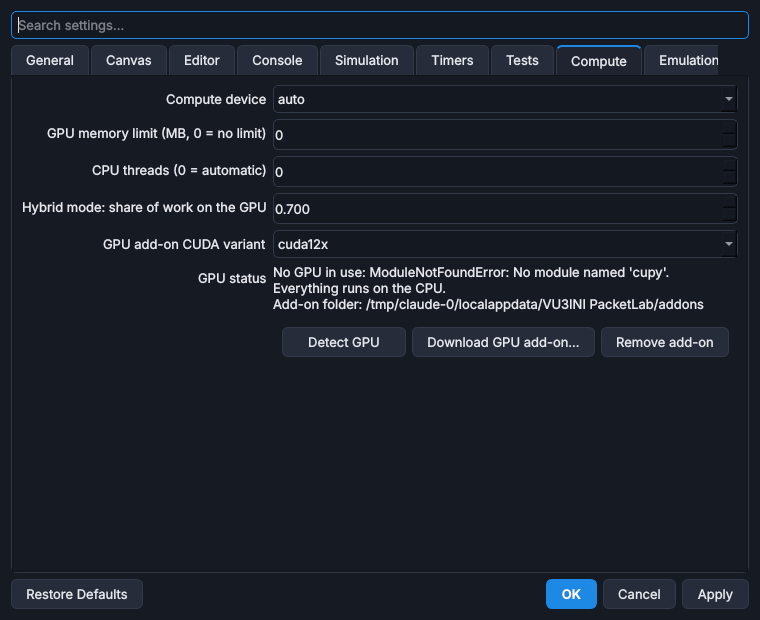 Search settings...
General Canvas Editor Console Simulation Timers Tests Compute Emulation
Compute device auto
GPU memory limit (MB, 0 = no limit) 0
CPU threads (0 = automatic) 0
Hybrid mode: share of work on the GPU 0.700
GPU add-on CUDA variant cuda12x
GPU status No GPU in use: ModuleNotFoundError: No module named 'cupy'.
Everything runs on the CPU.
Add-on folder: /tmp/claude-0/localappdata/VU3INI PacketLab/addons
Detect GPU Download GPU add-on... Remove add-on
Restore Defaults OK Cancel Apply